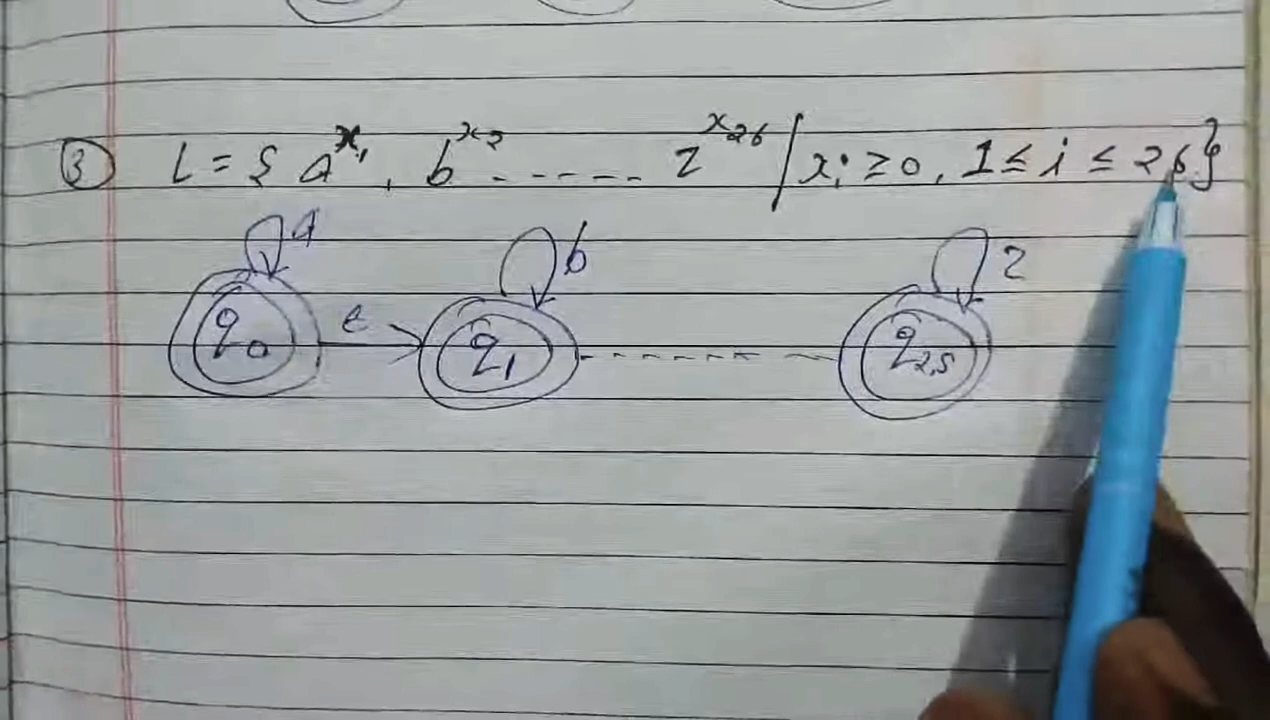 ③ L = { a^x₁, b^x₂ ----- z^x₂₆ / xᵢ ≥ 0, 1 ≤ i ≤ 26}
a b z
q₀ ϵ q₁ q₂₅